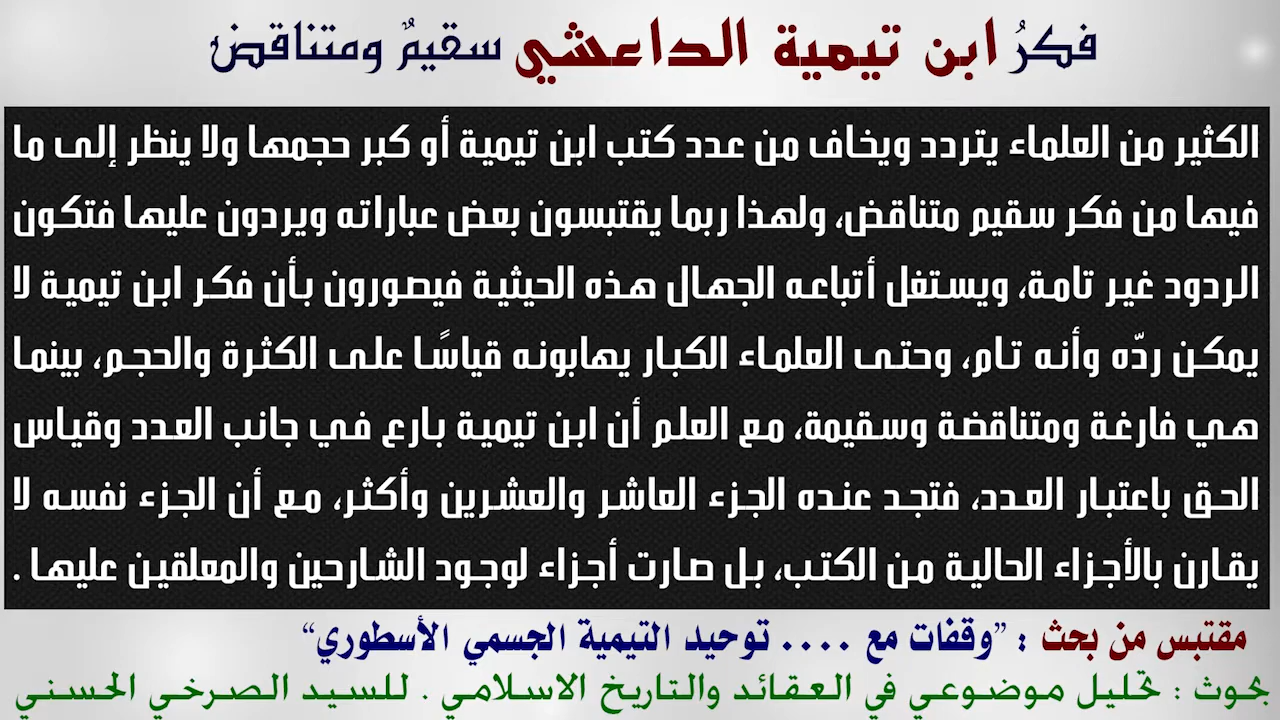 فكرُ ابن تيمية الداعشي سقيمٌ ومتناقض
الكثير من العلماء يتردد ويخاف من عدد كتب ابن تيمية أو كبر حجمها ولا ينظر إلى ما
فيها من فكر سقيم متناقض، ولهذا ربما يقتبسون بعض عباراته ويردون عليها فتكون
الردود غير تامة، ويستغل أتباعه الجهال هذه الحيثية فيصورون بأن فكر ابن تيمية لا
يمكن ردّه وأنه تام، وحتى العلماء الكبار يهابونه قياسًا على الكثرة والحجم، بينما
هي فارغة ومتناقضة وسقيمة، مع العلم أن ابن تيمية بارع في جانب العدد وقياس
الحق باعتبار العدد، فتجد عنده الجزء العاشر والعشرين وأكثر، مع أن الجزء نفسه لا
يقارن بالأجزاء الحالية من الكتب، بل صارت أجزاء لوجود الشارحين والمعلقين عليها .
مقتبس من بحث : ”وقفات مع .... توحيد التيمية الجسمي الأسطوري“
بحوث : تحليل موضوعي في العقائد والتاريخ الاسلامي . للسيد الصرخي الحسني